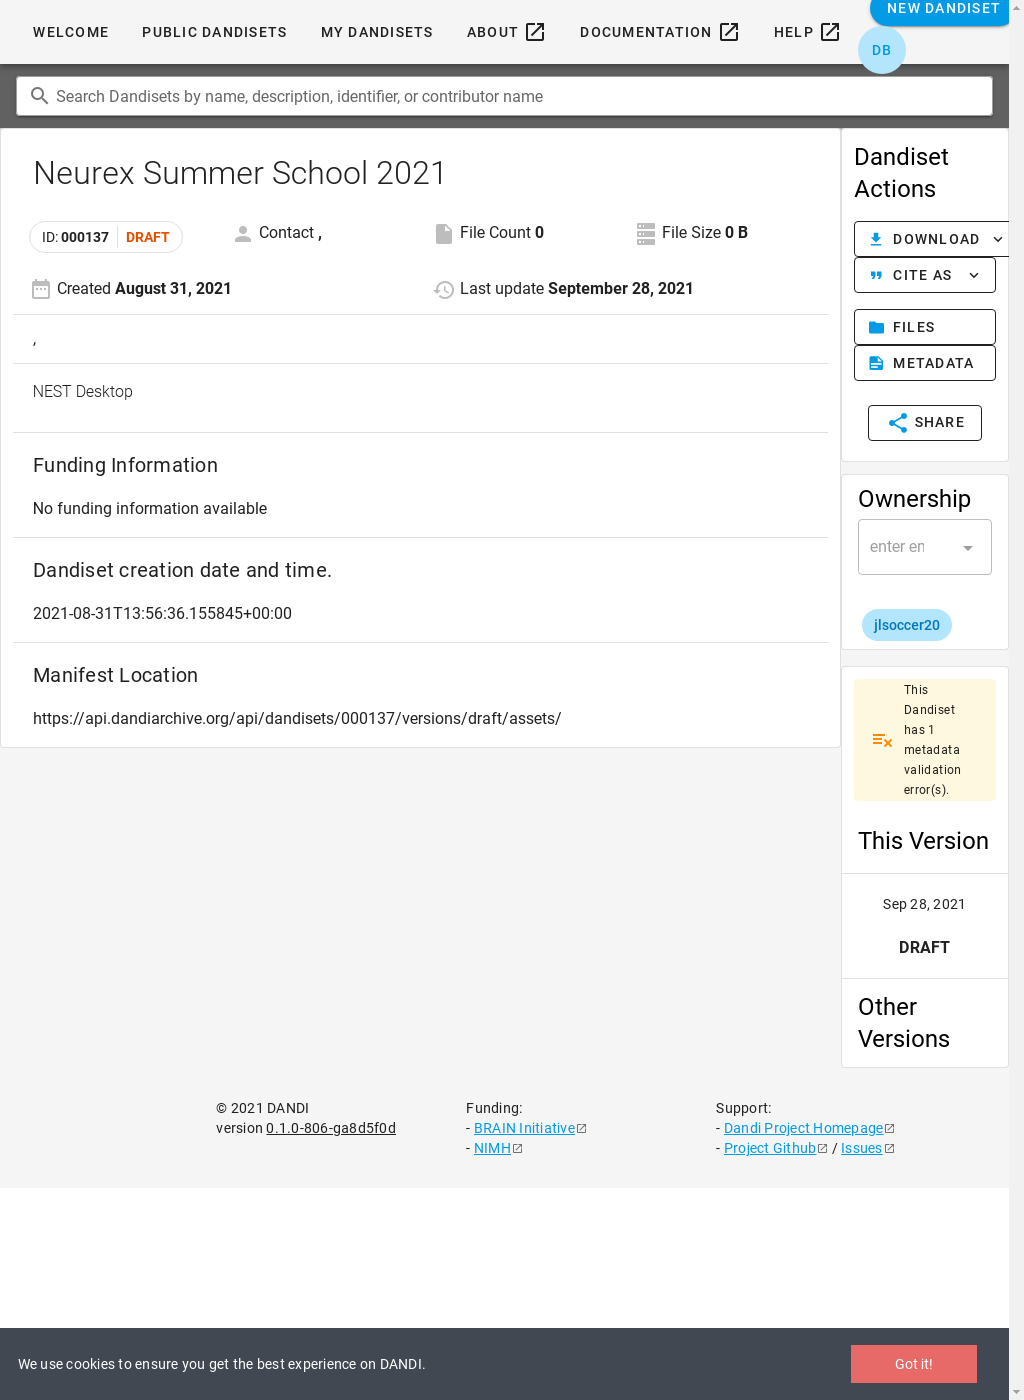 WELCOME PUBLIC DANDISETS MY DANDISETS ABOUT DOCUMENTATION HELP NEW DANDISET
DB
Search Dandisets by name, description, identifier, or contributor name
Neurex Summer School 2021
ID: 000137 DRAFT Contact , File Count 0 File Size 0 B
Created August 31, 2021 Last update September 28, 2021
,
NEST Desktop
Funding Information
No funding information available
Dandiset creation date and time.
2021-08-31T13:56:36.155845+00:00
Manifest Location
https://api.dandiarchive.org/api/dandisets/000137/versions/draft/assets/
Dandiset
Actions
DOWNLOAD
CITE AS
FILES
METADATA
SHARE
Ownership
enter en
jlsoccer20
This
Dandiset
has 1
metadata
validation
error(s).
This Version
Sep 28, 2021
DRAFT
Other
Versions
© 2021 DANDI
version 0.1.0-806-ga8d5f0d
Funding:
- BRAIN Initiative
- NIMH
Support:
- Dandi Project Homepage
- Project Github / Issues
We use cookies to ensure you get the best experience on DANDI.
Got it!